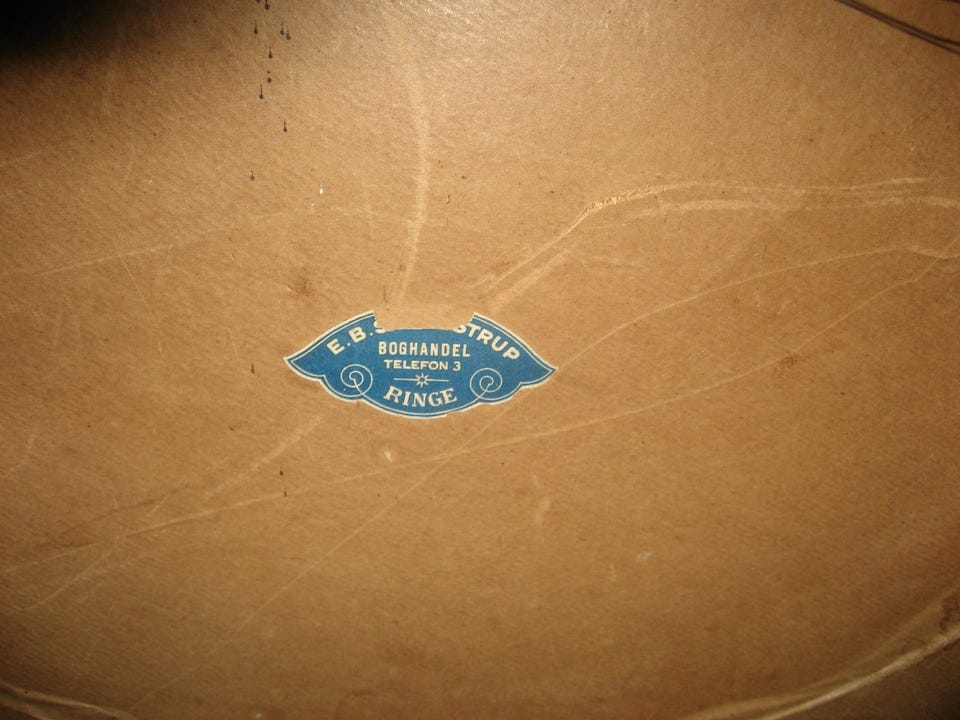 E.B.
BOGHANDEL
TELEFON 3
RINGE